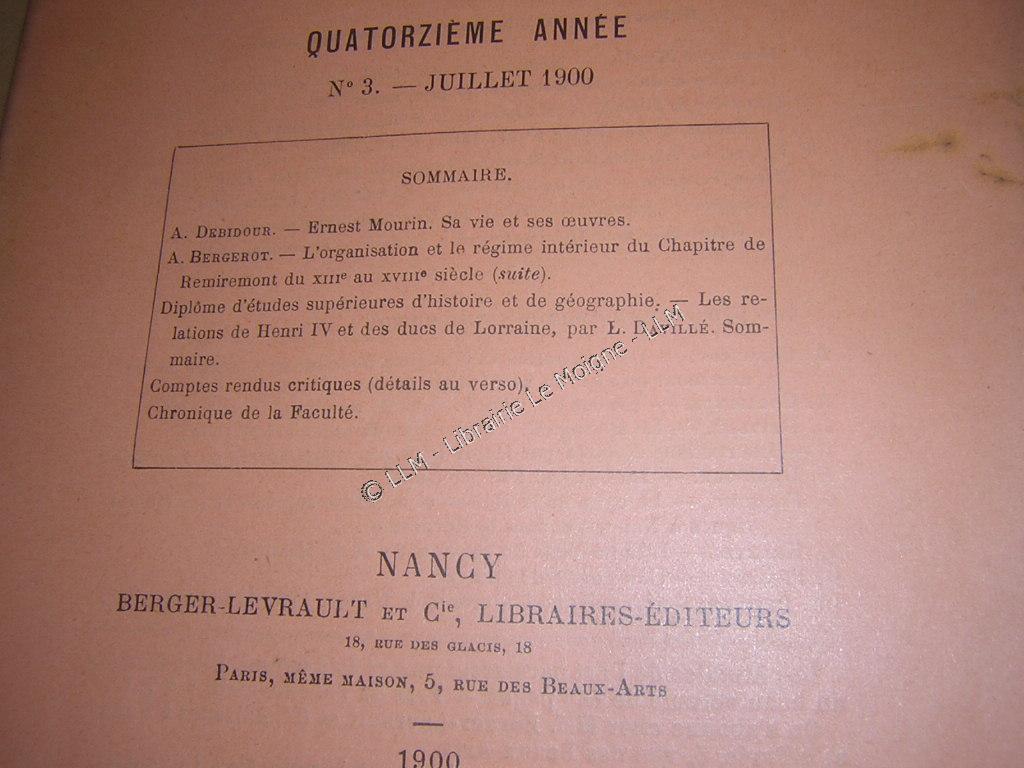 QUATORZIÈME ANNÉE
Nº 3. — JUILLET 1900
SOMMAIRE.
A. DEBIDOUR. — Ernest Mourin. Sa vie et ses œuvres.
A. BERGEROT. — L'organisation et le régime intérieur du Chapitre de
Remiremont du XIIIe au XVIIIe siècle (suite).
Diplôme d'études supérieures d'histoire et de géographie. — Les re-
lations de Henri IV et des ducs de Lorraine, par L. DAVILLÉ. Som-
maire.
Comptes rendus critiques (détails au verso).
Chronique de la Faculté.
© LLM - Librairie Le Moigne - LLM
NANCY
BERGER-LEVRAULT ET Cie, LIBRAIRES-ÉDITEURS
18, RUE DES GLACIS, 18
PARIS, MÊME MAISON, 5, RUE DES BEAUX-ARTS
1900